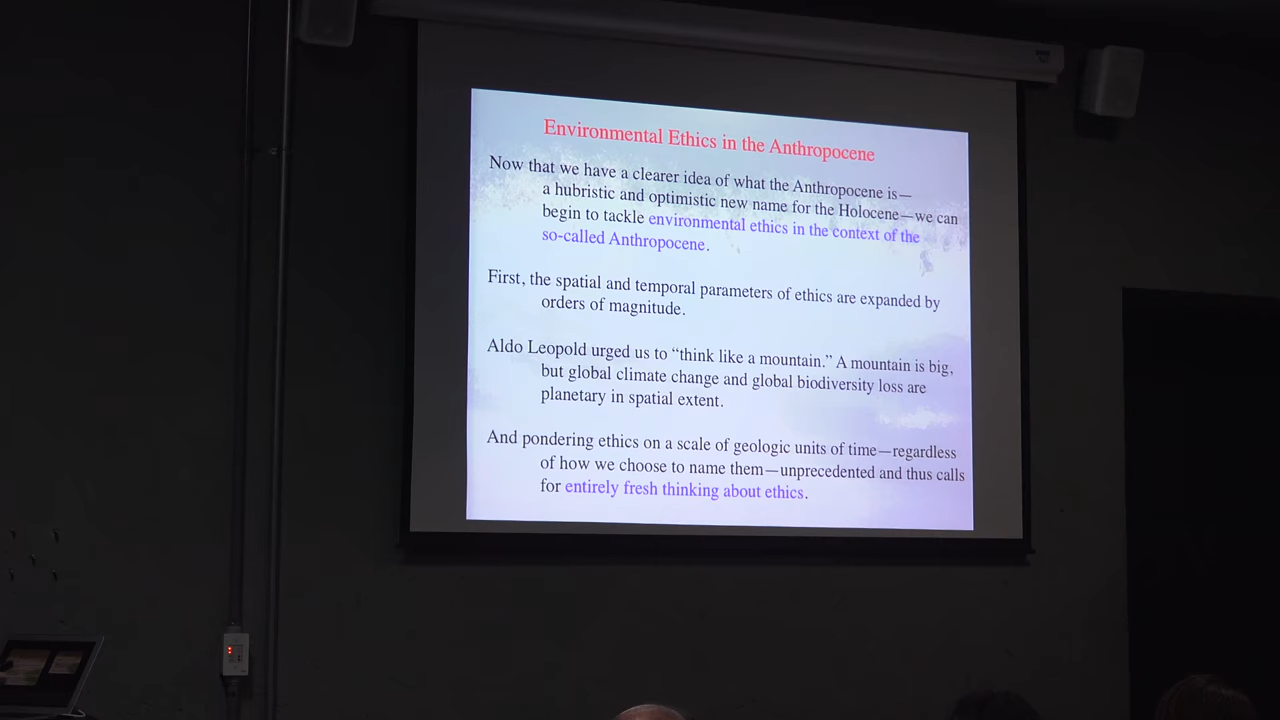 Environmental Ethics in the Anthropocene
Now that we have a clearer idea of what the Anthropocene is—
a hubristic and optimistic new name for the Holocene—we can
begin to tackle environmental ethics in the context of the
so-called Anthropocene.
First, the spatial and temporal parameters of ethics are expanded by
orders of magnitude.
Aldo Leopold urged us to “think like a mountain.” A mountain is big,
but global climate change and global biodiversity loss are
planetary in spatial extent.
And pondering ethics on a scale of geologic units of time—regardless
of how we choose to name them—unprecedented and thus calls
for entirely fresh thinking about ethics.